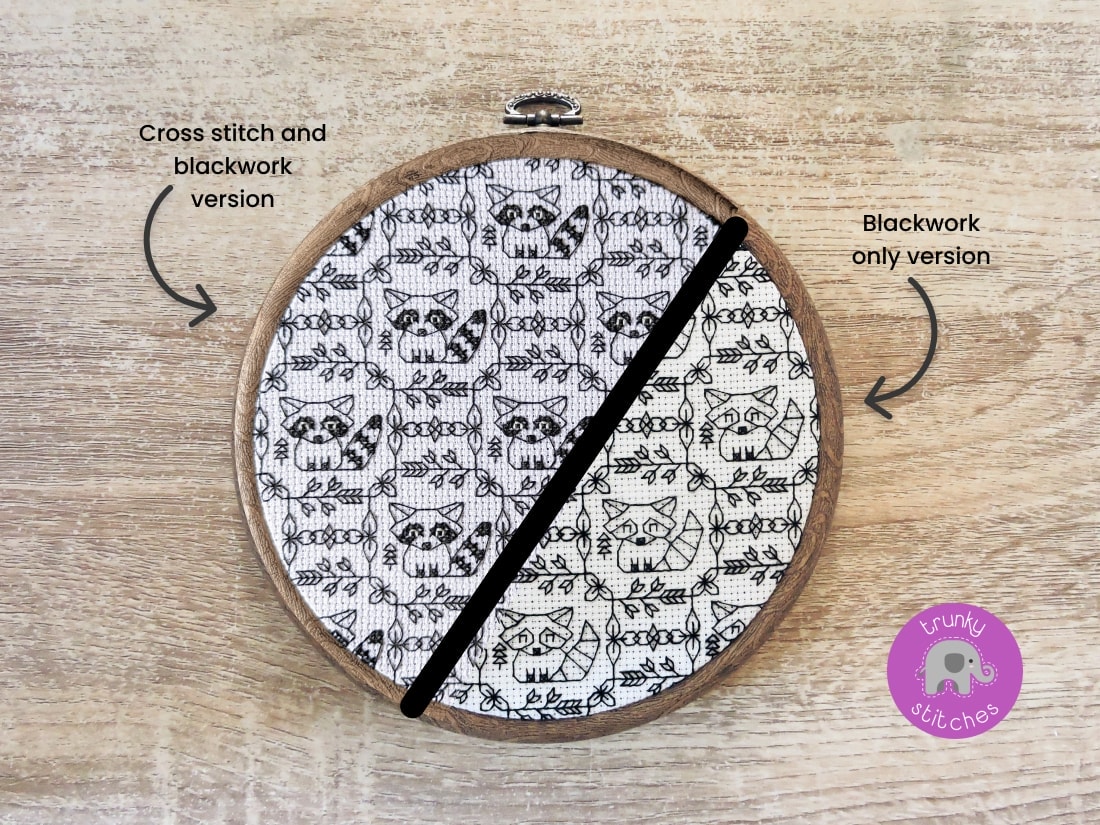 Cross stitch and
blackwork
version
Blackwork
only version
trunky
stitches